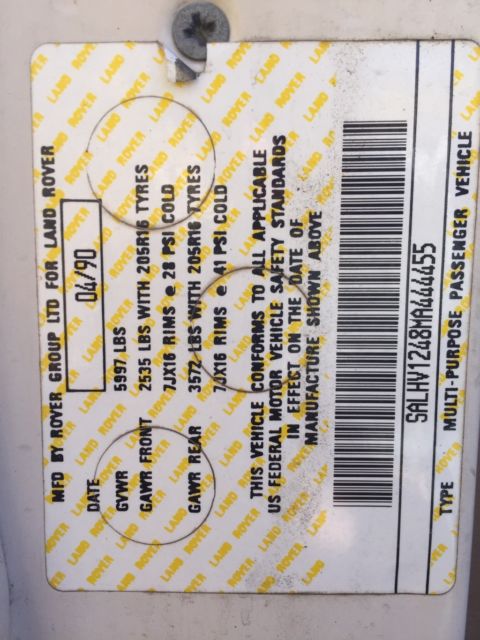 MFD BY ROVER GROUP LTD FOR LAND ROVER
DATE 04/90
GVWR 5997 LBS
GAWR FRONT 2535 LBS WITH 205R16 TYRES
7JX16 RIMS @ 28 PSI COLD
GAWR REAR 3572 LBS WITH 205R16 TYRES
7JX16 RIMS @ 41 PSI COLD
THIS VEHICLE CONFORMS TO ALL APPLICABLE
US FEDERAL MOTOR VEHICLE SAFETY STANDARDS
IN EFFECT ON THE DATE OF
MANUFACTURE SHOWN ABOVE
SALHV1248MA444455
TYPE MULTI-PURPOSE PASSENGER VEHICLE